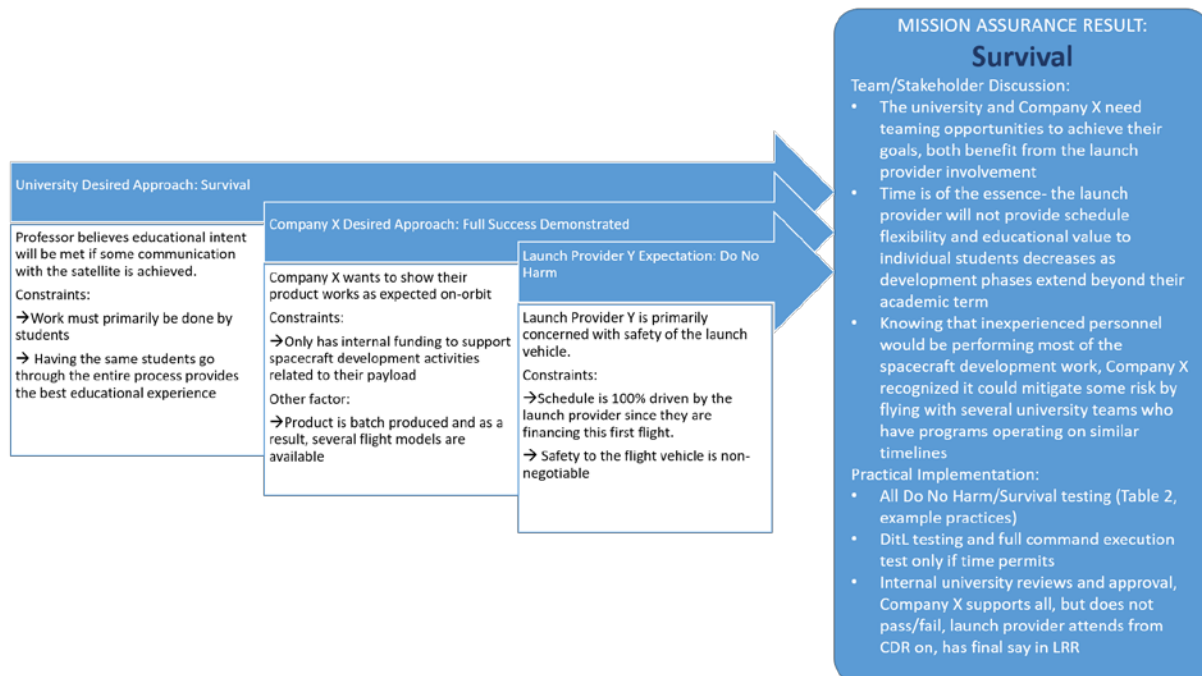 University Desired Approach: Survival
Professor believes educational intent
will be met if some communication
with the satellite is achieved.
Constraints:
→Work must primarily be done by
students
→ Having the same students go
through the entire process provides
the best educational experience
Company X Desired Approach: Full Success Demonstrated
Company X wants to show their
product works as expected on-orbit
Constraints:
→Only has internal funding to support
spacecraft development activities
related to their payload
Other factor:
→Product is batch produced and as a
result, several flight models are
available
Launch Provider Y Expectation: Do No
Harm
Launch Provider Y is primarily
concerned with safety of the launch
vehicle.
Constraints:
→Schedule is 100% driven by the
launch provider since they are
financing this first flight.
→ Safety to the flight vehicle is non-
negotiable
MISSION ASSURANCE RESULT:
Survival
Team/Stakeholder Discussion:
• The university and Company X need
teaming opportunities to achieve their
goals, both benefit from the launch
provider involvement
• Time is of the essence- the launch
provider will not provide schedule
flexibility and educational value to
individual students decreases as
development phases extend beyond their
academic term
• Knowing that inexperienced personnel
would be performing most of the
spacecraft development work, Company X
recognized it could mitigate some risk by
flying with several university teams who
have programs operating on similar
timelines
Practical Implementation:
• All Do No Harm/Survival testing (Table 2,
example practices)
• DitL testing and full command execution
test only if time permits
• Internal university reviews and approval,
Company X supports all, but does not
pass/fail, launch provider attends from
CDR on, has final say in LRR